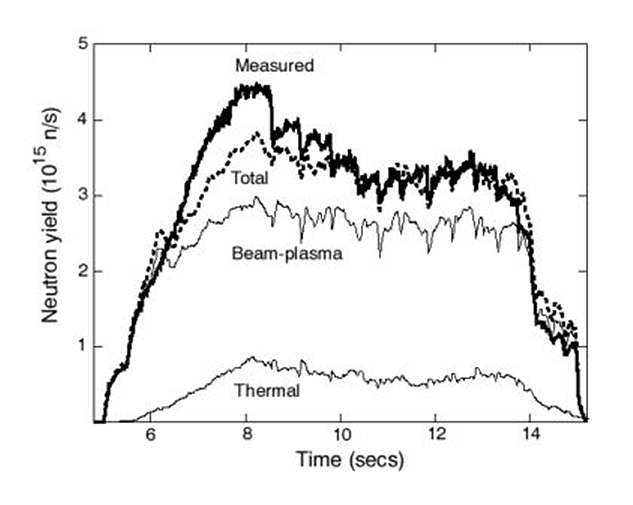 5
Measured
4
3
Total
2
Beam-plasma
1
Thermal
Neutron yield (10¹⁵ n/s)
6 8 10 12 14
Time (secs)